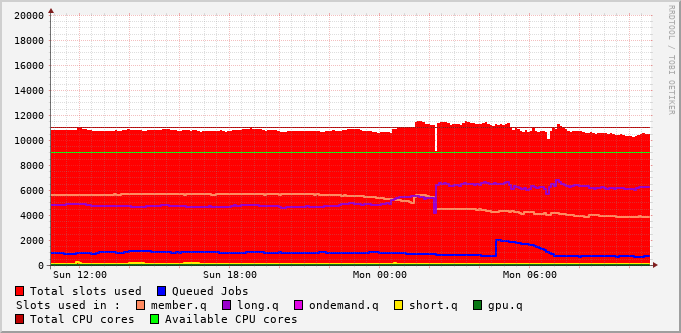 20000
18000
16000
14000
12000
10000
8000
6000
4000
2000
0
Sun 12:00 Sun 18:00 Mon 00:00 Mon 06:00
Total slots used Queued Jobs
Slots used in : member.q long.q ondemand.q short.q gpu.q
Total CPU cores Available CPU cores
RRDTOOL / TOBI OETIKER